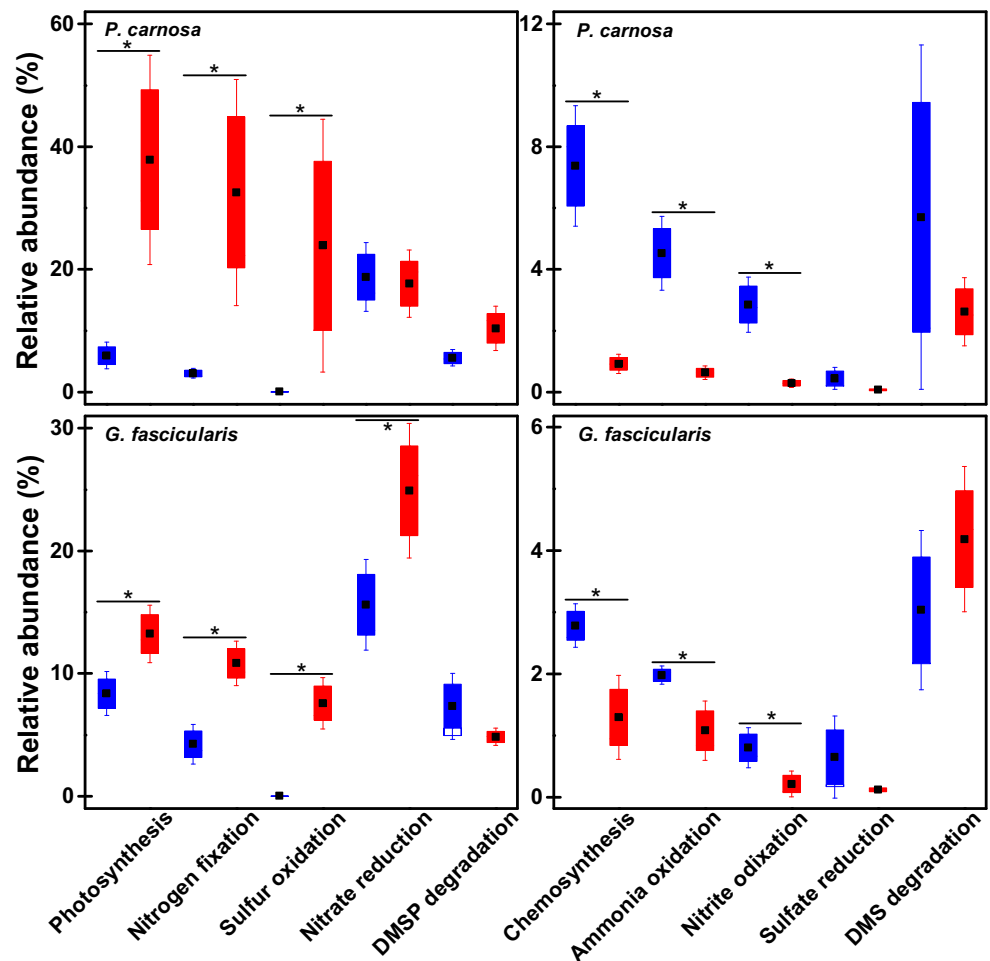 Relative abundance (%)
60
40
20
0
P. carnosa
*
*
*
12
8
4
0
P. carnosa
*
*
*
Relative abundance (%)
30
20
10
0
G. fascicularis
*
*
*
*
6
4
2
0
G. fascicularis
*
*
*
Photosynthesis
Nitrogen fixation
Sulfur oxidation
Nitrate reduction
DMSP degradation
Chemosynthesis
Ammonia oxidation
Nitrite odixation
Sulfate reduction
DMS degradation